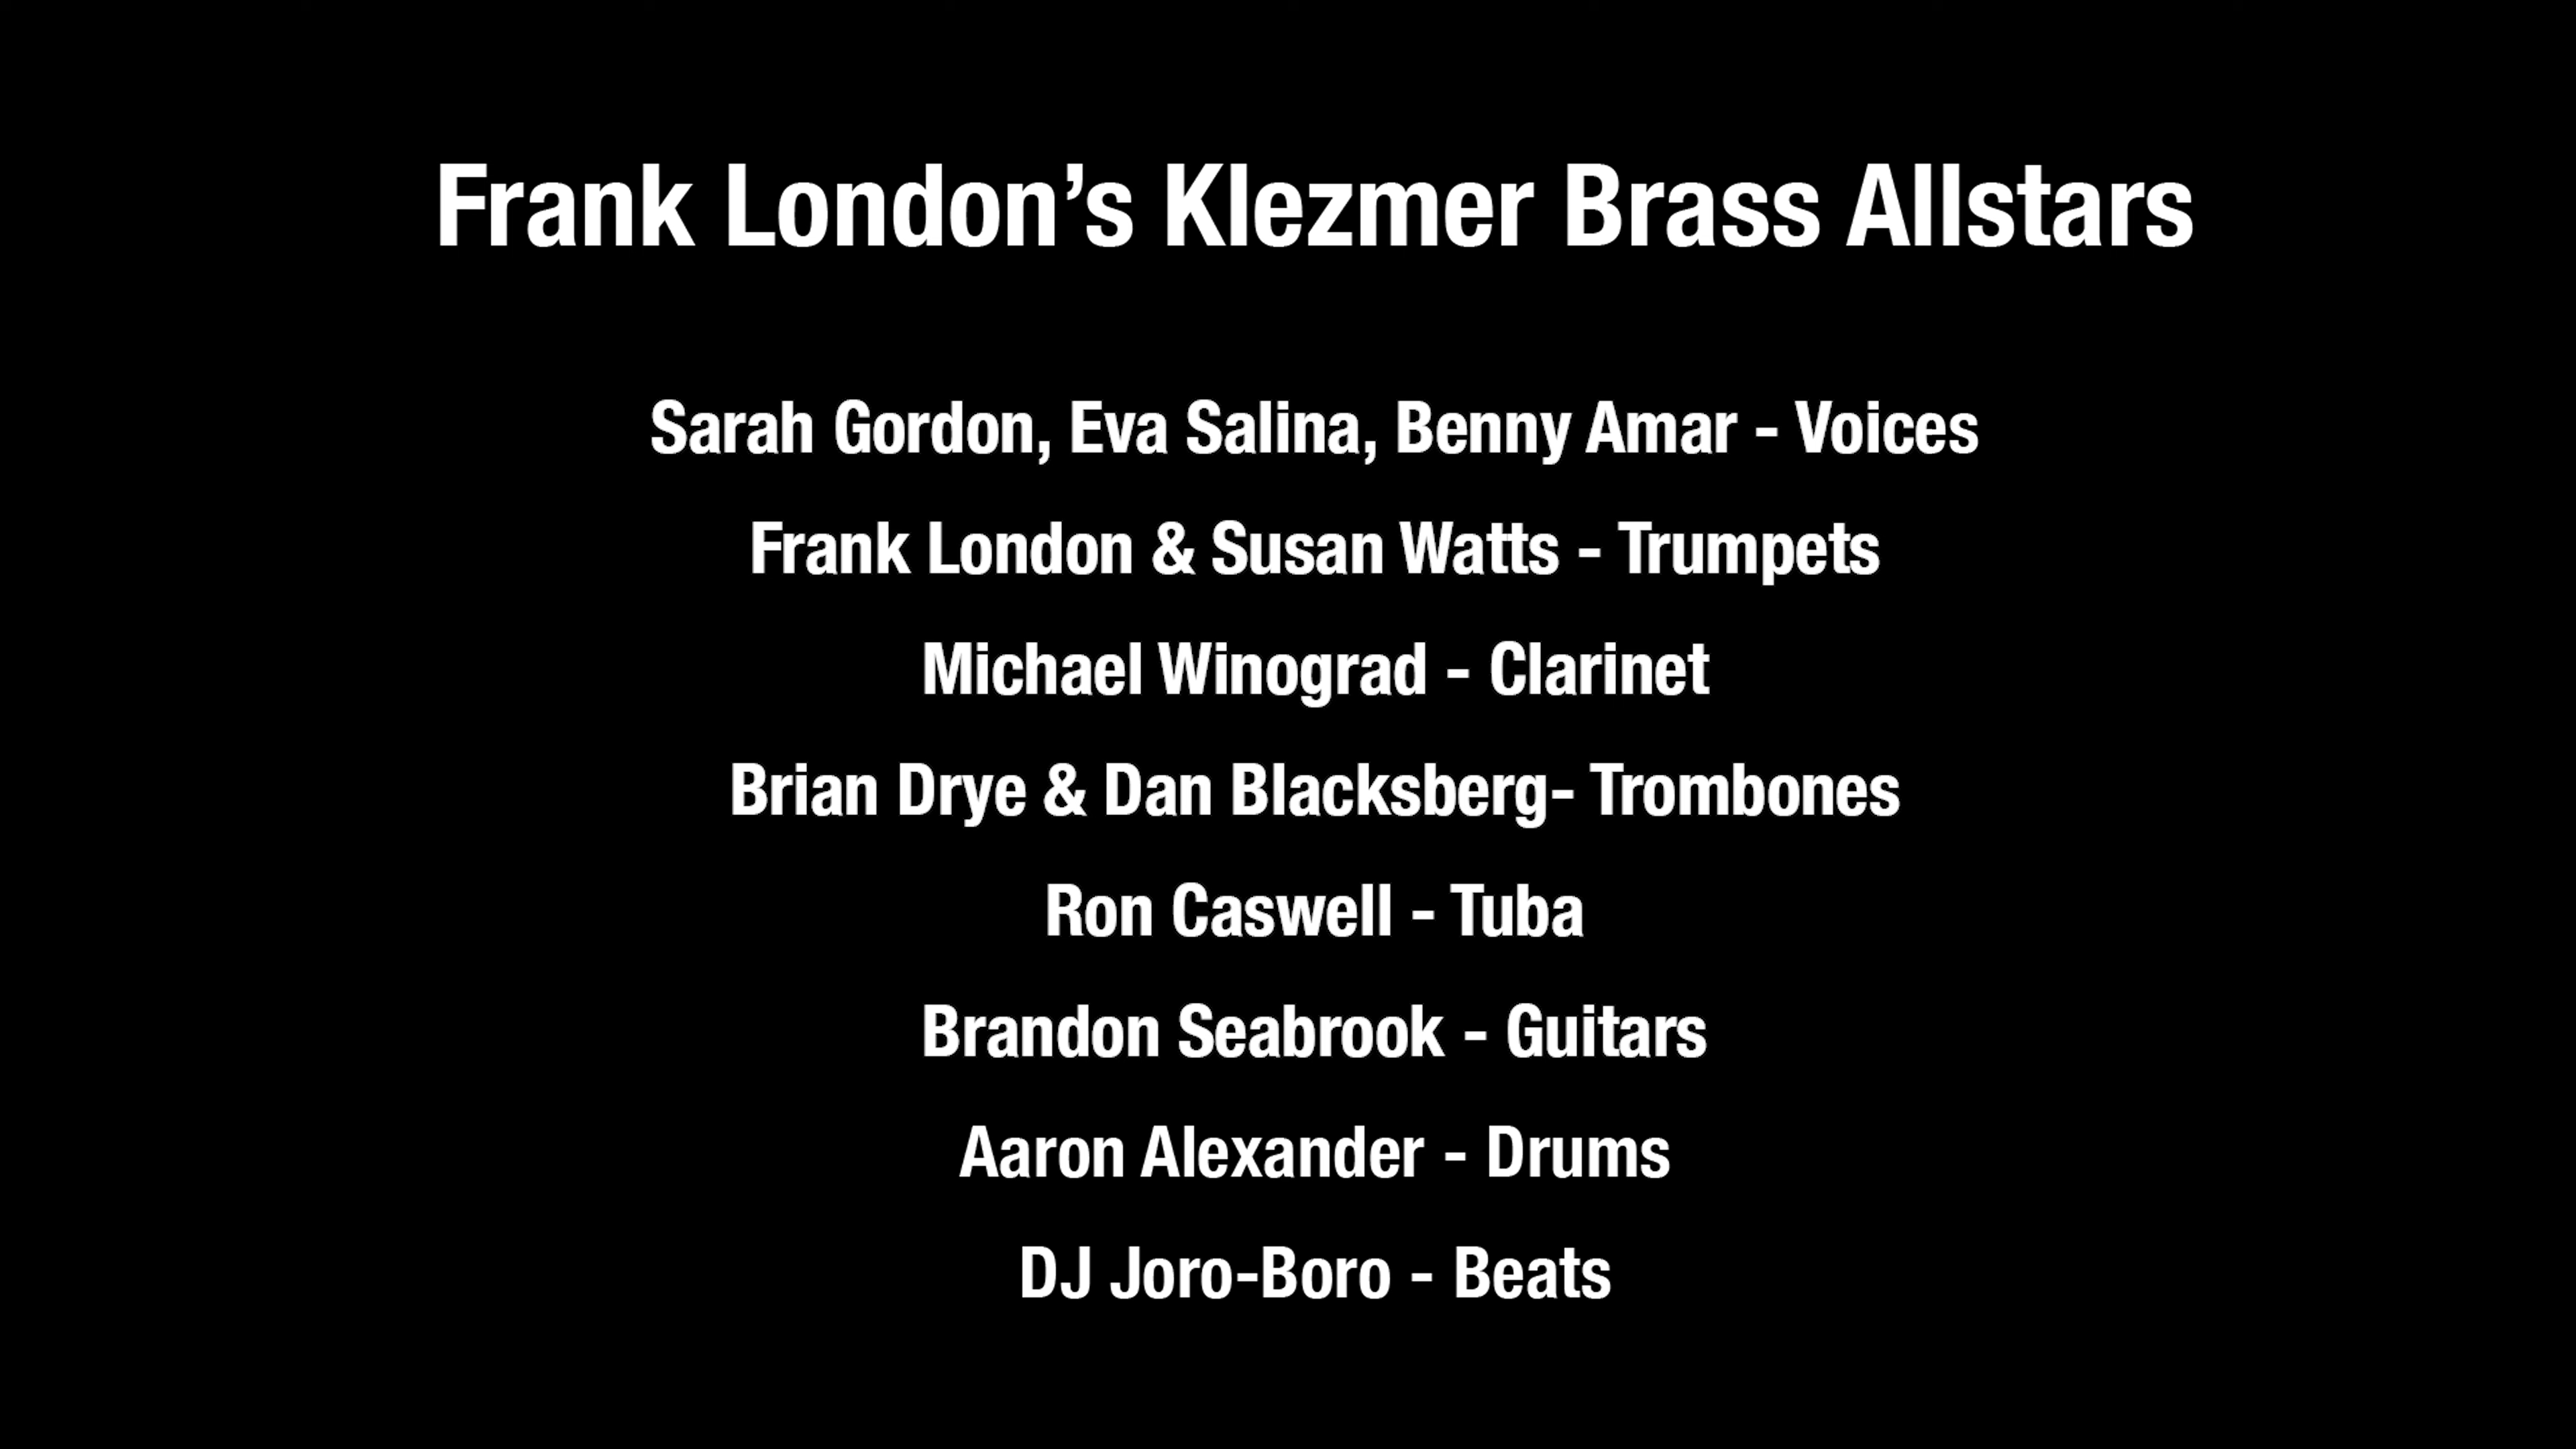 Frank London’s Klezmer Brass Allstars
Sarah Gordon, Eva Salina, Benny Amar - Voices
Frank London & Susan Watts - Trumpets
Michael Winograd - Clarinet
Brian Drye & Dan Blacksberg- Trombones
Ron Caswell - Tuba
Brandon Seabrook - Guitars
Aaron Alexander - Drums
DJ Joro-Boro - Beats